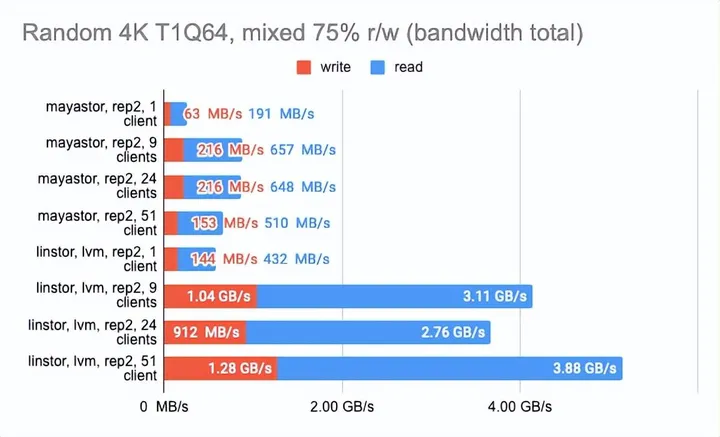 Random 4K T1Q64, mixed 75% r/w (bandwidth total)
write read
mayastor, rep2, 1
client
63 MB/s 191 MB/s
mayastor, rep2, 9
clients
216 MB/s 657 MB/s
mayastor, rep2, 24
clients
216 MB/s 648 MB/s
mayastor, rep2, 51
client
153 MB/s 510 MB/s
linstor, lvm, rep2, 1
client
144 MB/s 432 MB/s
linstor, lvm, rep2, 9
clients
1.04 GB/s 3.11 GB/s
linstor, lvm, rep2, 24
clients
912 MB/s 2.76 GB/s
linstor, lvm, rep2, 51
client
1.28 GB/s 3.88 GB/s
0 MB/s 2.00 GB/s 4.00 GB/s